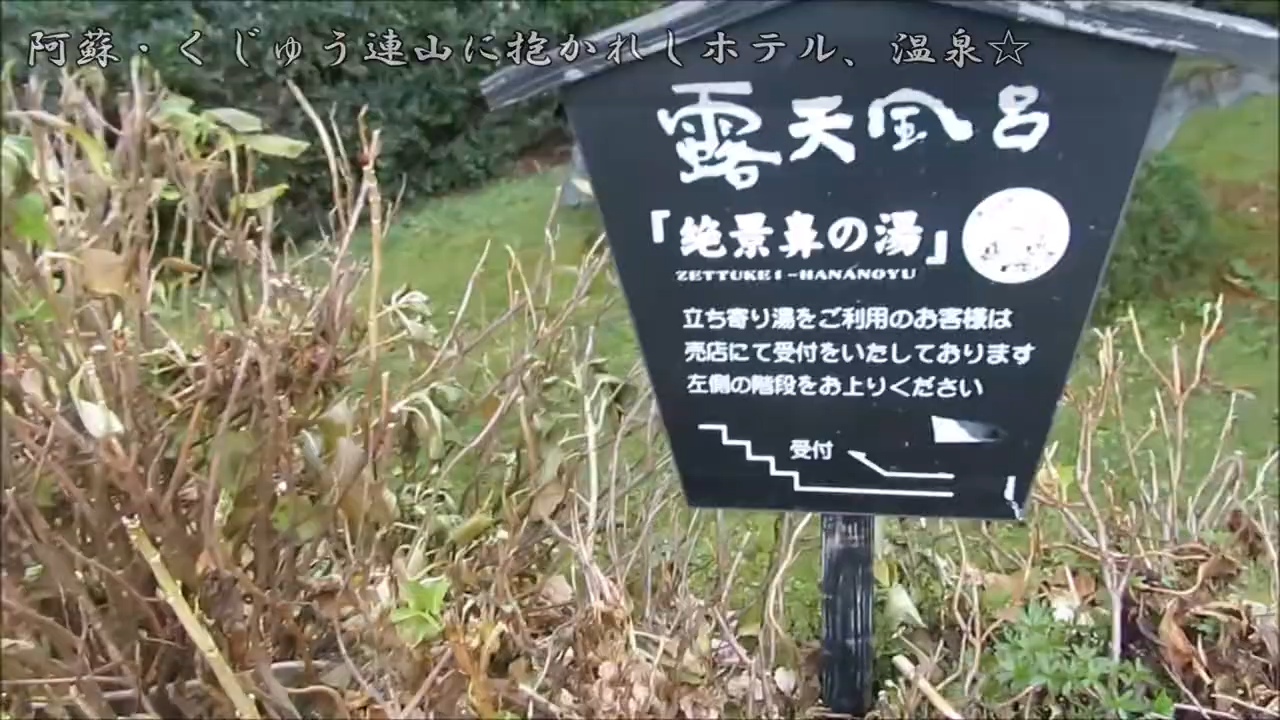 阿蘇・くじゅう連山に抱かれしホテル、温泉☆
露天風呂
「絶景鼻の湯」
ZETTUKEI-HANANOYU
立ち寄り湯をご利用のお客様は
売店にて受付をいたしております
左側の階段をお上りください
受付